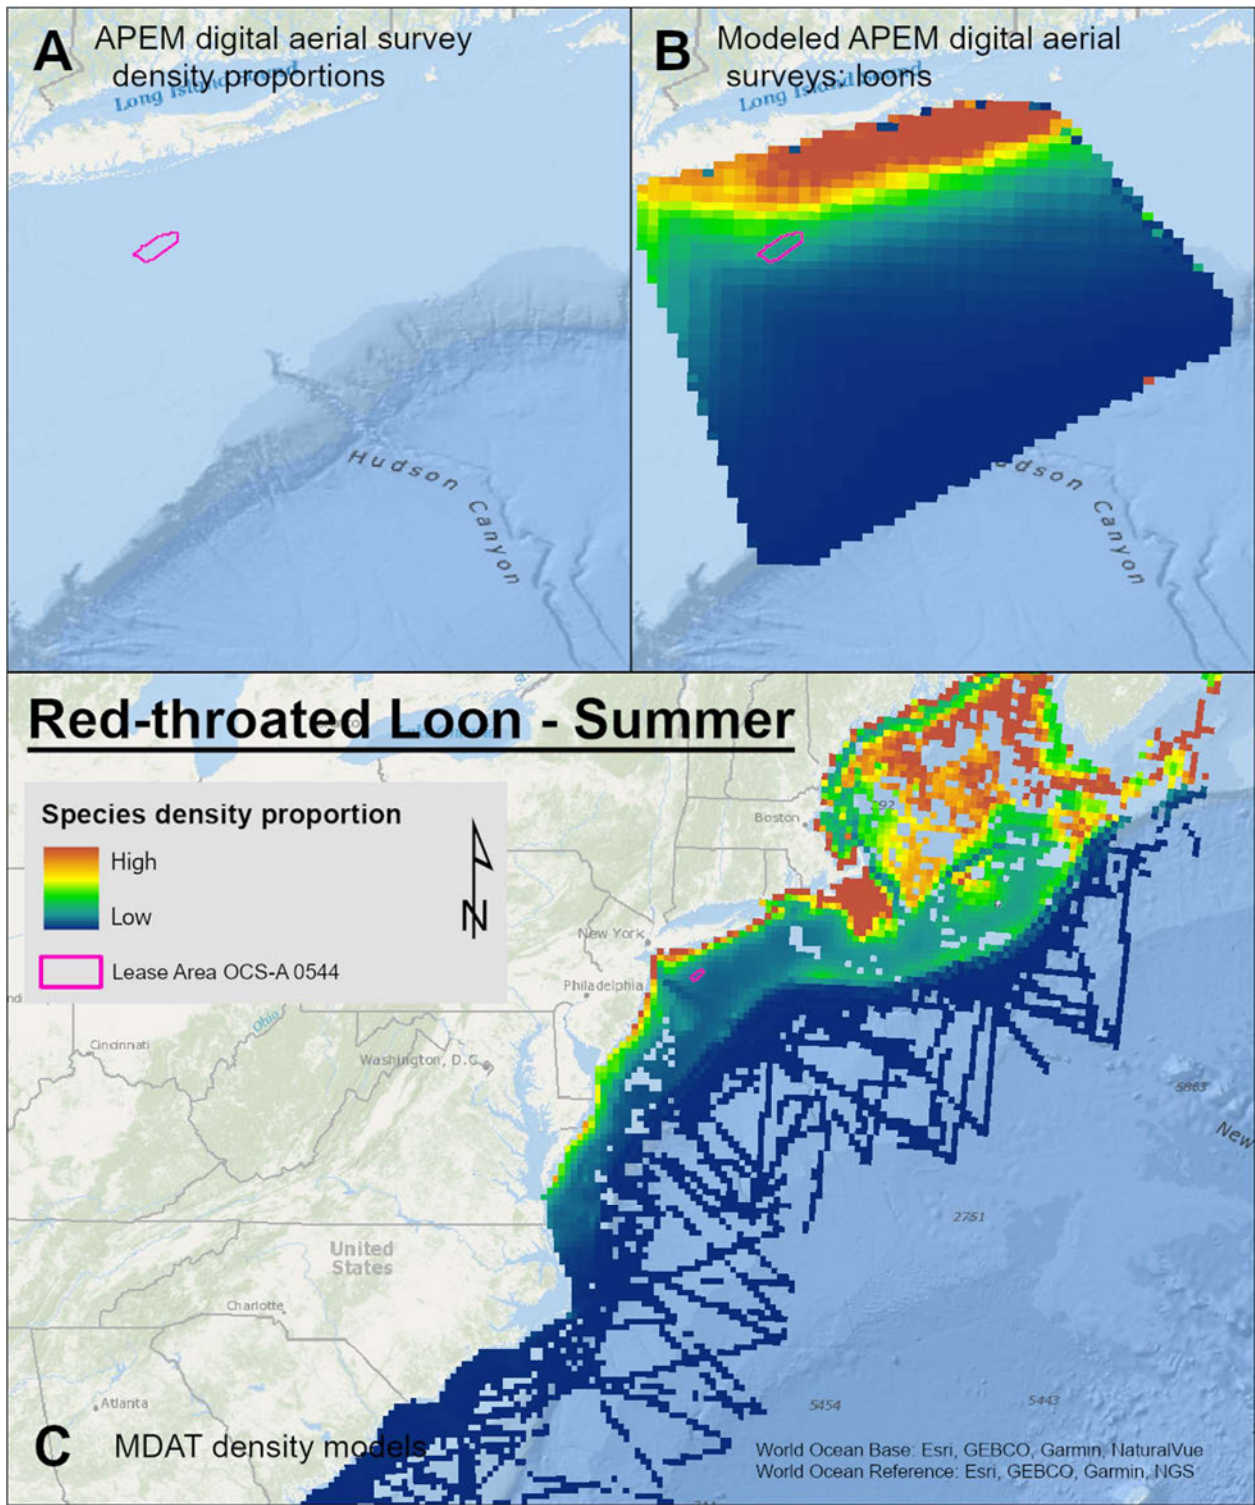 A APEM digital aerial survey
density proportions
Long Island Sound
Hudson Canyon
B Modeled APEM digital aerial
surveys: loons
Long Island Sound
Canyon
Red-throated Loon - Summer
Species density proportion
High
Low
N
Lease Area OCS-A 0544
Boston
New York
Philadelphia
Ohio
Cincinnati
Washington, D.C.
5863
New
2751
United
States
Charlotte
Atlanta
5454
5443
C MDAT density models
World Ocean Base: Esri, GEBCO, Garmin, NaturalVue
World Ocean Reference: Esri, GEBCO, Garmin, NGS